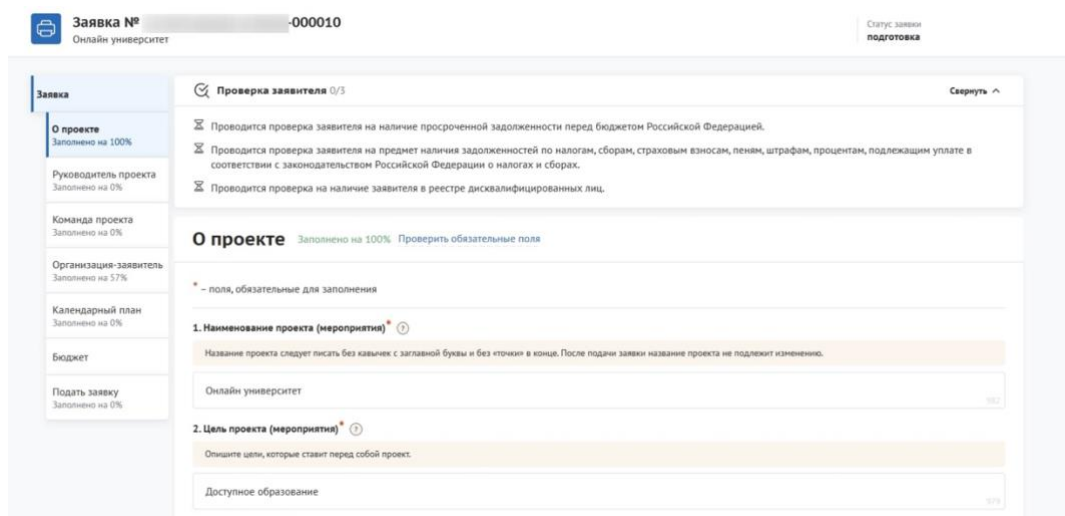 Заявка № -000010
Онлайн университет
Статус заявки
подготовка
Заявка
О проекте
Заполнено на 100%
Руководитель проекта
Заполнено на 0%
Команда проекта
Заполнено на 0%
Организация-заявитель
Заполнено на 57%
Календарный план
Заполнено на 0%
Бюджет
Подать заявку
Заполнено на 0%
Проверка заявителя 0/3
Свернуть
Проводится проверка заявителя на наличие просроченной задолженности перед бюджетом Российской Федерацией.
Проводится проверка заявителя на предмет наличия задолженностей по налогам, сборам, страховым взносам, пеням, штрафам, процентам, подлежащим уплате в
соответствии с законодательством Российской Федерации о налогах и сборах.
Проводится проверка на наличие заявителя в реестре дисквалифицированных лиц.
О проекте Заполнено на 100% Проверить обязательные поля
* – поля, обязательные для заполнения
1. Наименование проекта (мероприятия)* ?
Название проекта следует писать без кавычек с заглавной буквы и без «точки» в конце. После подачи заявки название проекта не подлежит изменению.
Онлайн университет
2. Цель проекта (мероприятия)* ?
Опишите цели, которые ставит перед собой проект.
Доступное образование